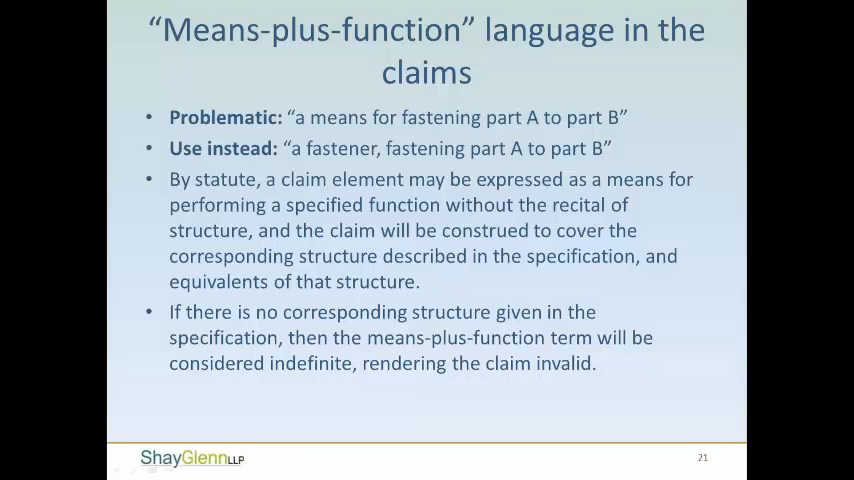 “Means-plus-function” language in the
claims
• Problematic: “a means for fastening part A to part B”
• Use instead: “a fastener, fastening part A to part B”
• By statute, a claim element may be expressed as a means for
performing a specified function without the recital of
structure, and the claim will be construed to cover the
corresponding structure described in the specification, and
equivalents of that structure.
• If there is no corresponding structure given in the
specification, then the means-plus-function term will be
considered indefinite, rendering the claim invalid.
ShayGlennLLP
21